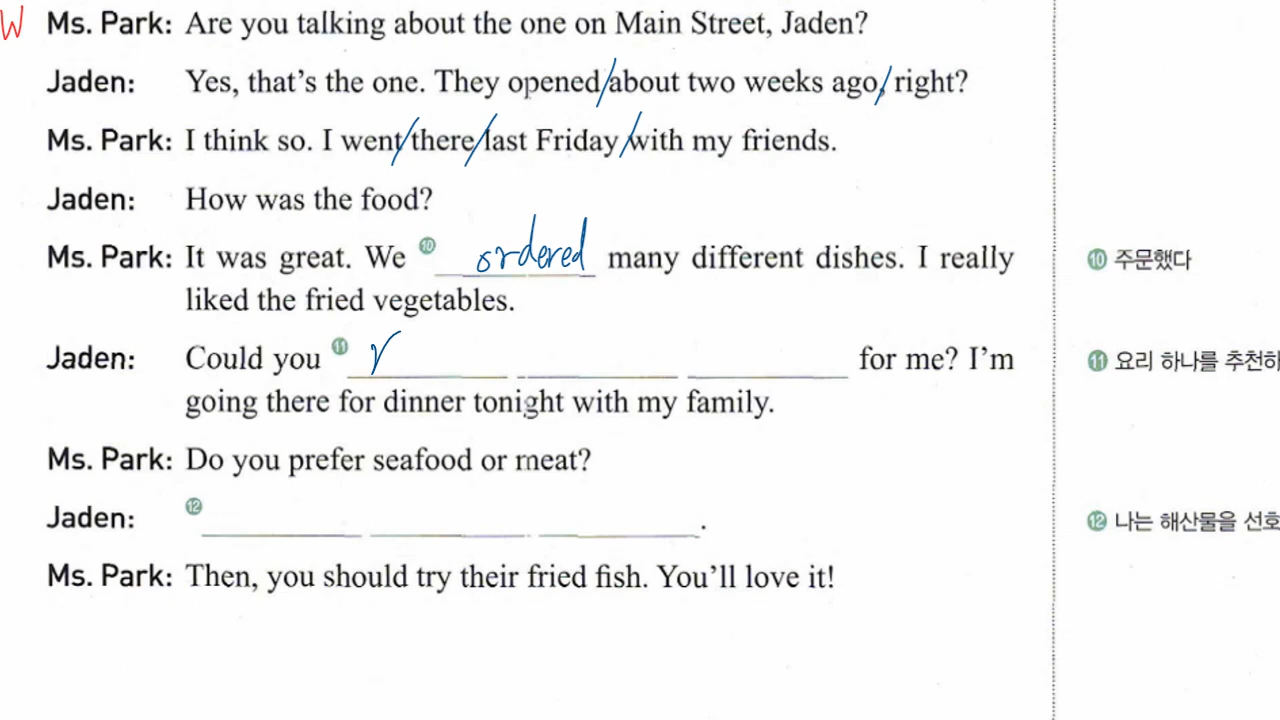 W Ms. Park: Are you talking about the one on Main Street, Jaden?
Jaden: Yes, that's the one. They opened/about two weeks ago,/right?
Ms. Park: I think so. I went/there/last Friday/with my friends.
Jaden: How was the food?
Ms. Park: It was great. We ⑩ ordered many different dishes. I really ⑩ 주문했다
liked the fried vegetables.
Jaden: Could you ⑪ r for me? I'm ⑪ 요리 하나를 추천하
going there for dinner tonight with my family.
Ms. Park: Do you prefer seafood or meat?
Jaden: ⑫ . ⑫ 나는 해산물을 선호
Ms. Park: Then, you should try their fried fish. You'll love it!